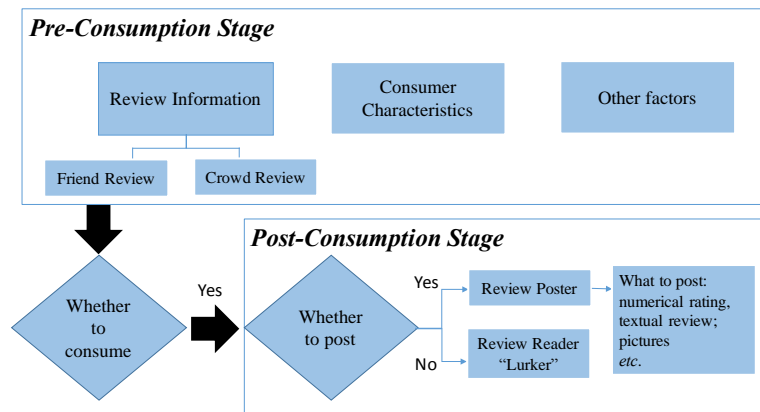 Pre-Consumption Stage
Review Information
Consumer
Characteristics
Other factors
Friend Review
Crowd Review
Post-Consumption Stage
Whether
to
consume
Yes
Whether
to post
Yes
No
Review Poster
Review Reader
“Lurker”
What to post:
numerical rating,
textual review;
pictures
etc.